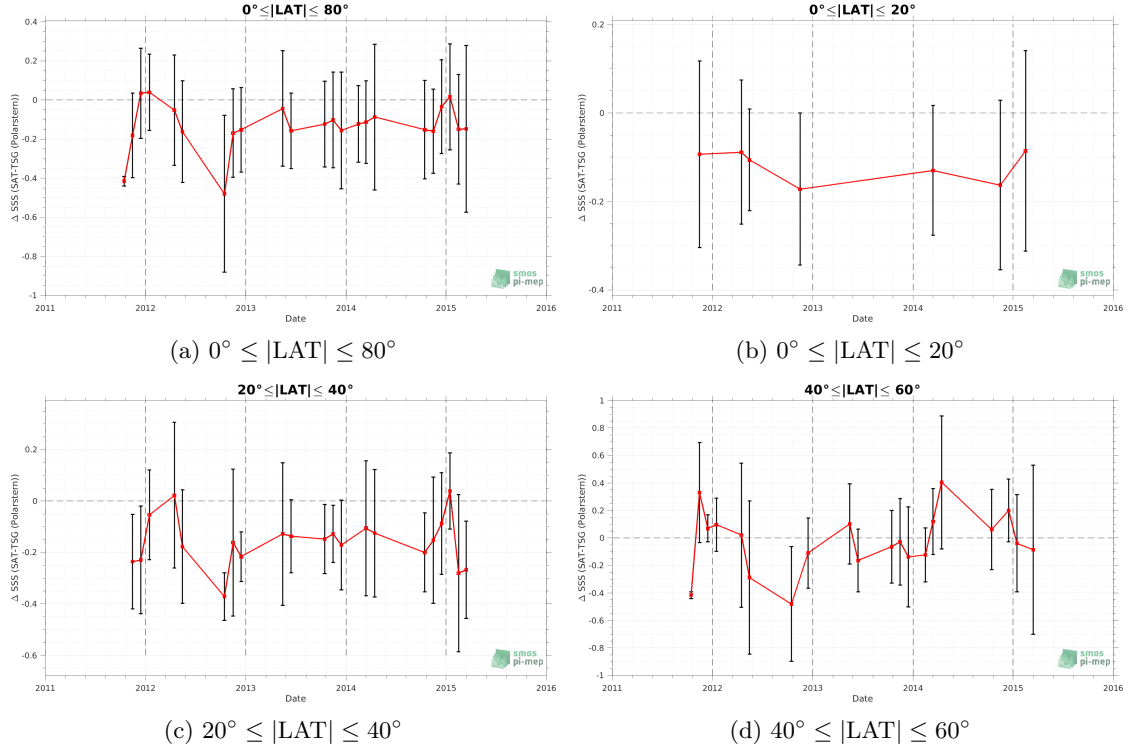 0°≤|LAT|≤ 80°
0.4
0.2
0
-0.2
-0.4
-0.6
-0.8
-1
Δ SSS (SAT-TSG (Polarstern))
2011 2012 2013 2014 2015 2016
Date
smos
pi-mep
(a) 0° ≤ |LAT| ≤ 80°
0°≤|LAT|≤ 20°
0.2
0
-0.2
-0.4
Δ SSS (SAT-TSG (Polarstern))
2011 2012 2013 2014 2015 2016
Date
smos
pi-mep
(b) 0° ≤ |LAT| ≤ 20°
20°≤|LAT|≤ 40°
0.2
0
-0.2
-0.4
-0.6
Δ SSS (SAT-TSG (Polarstern))
2011 2012 2013 2014 2015 2016
Date
smos
pi-mep
(c) 20° ≤ |LAT| ≤ 40°
40°≤|LAT|≤ 60°
1
0.8
0.6
0.4
0.2
0
-0.2
-0.4
-0.6
-0.8
-1
Δ SSS (SAT-TSG (Polarstern))
2011 2012 2013 2014 2015 2016
Date
smos
pi-mep
(d) 40° ≤ |LAT| ≤ 60°